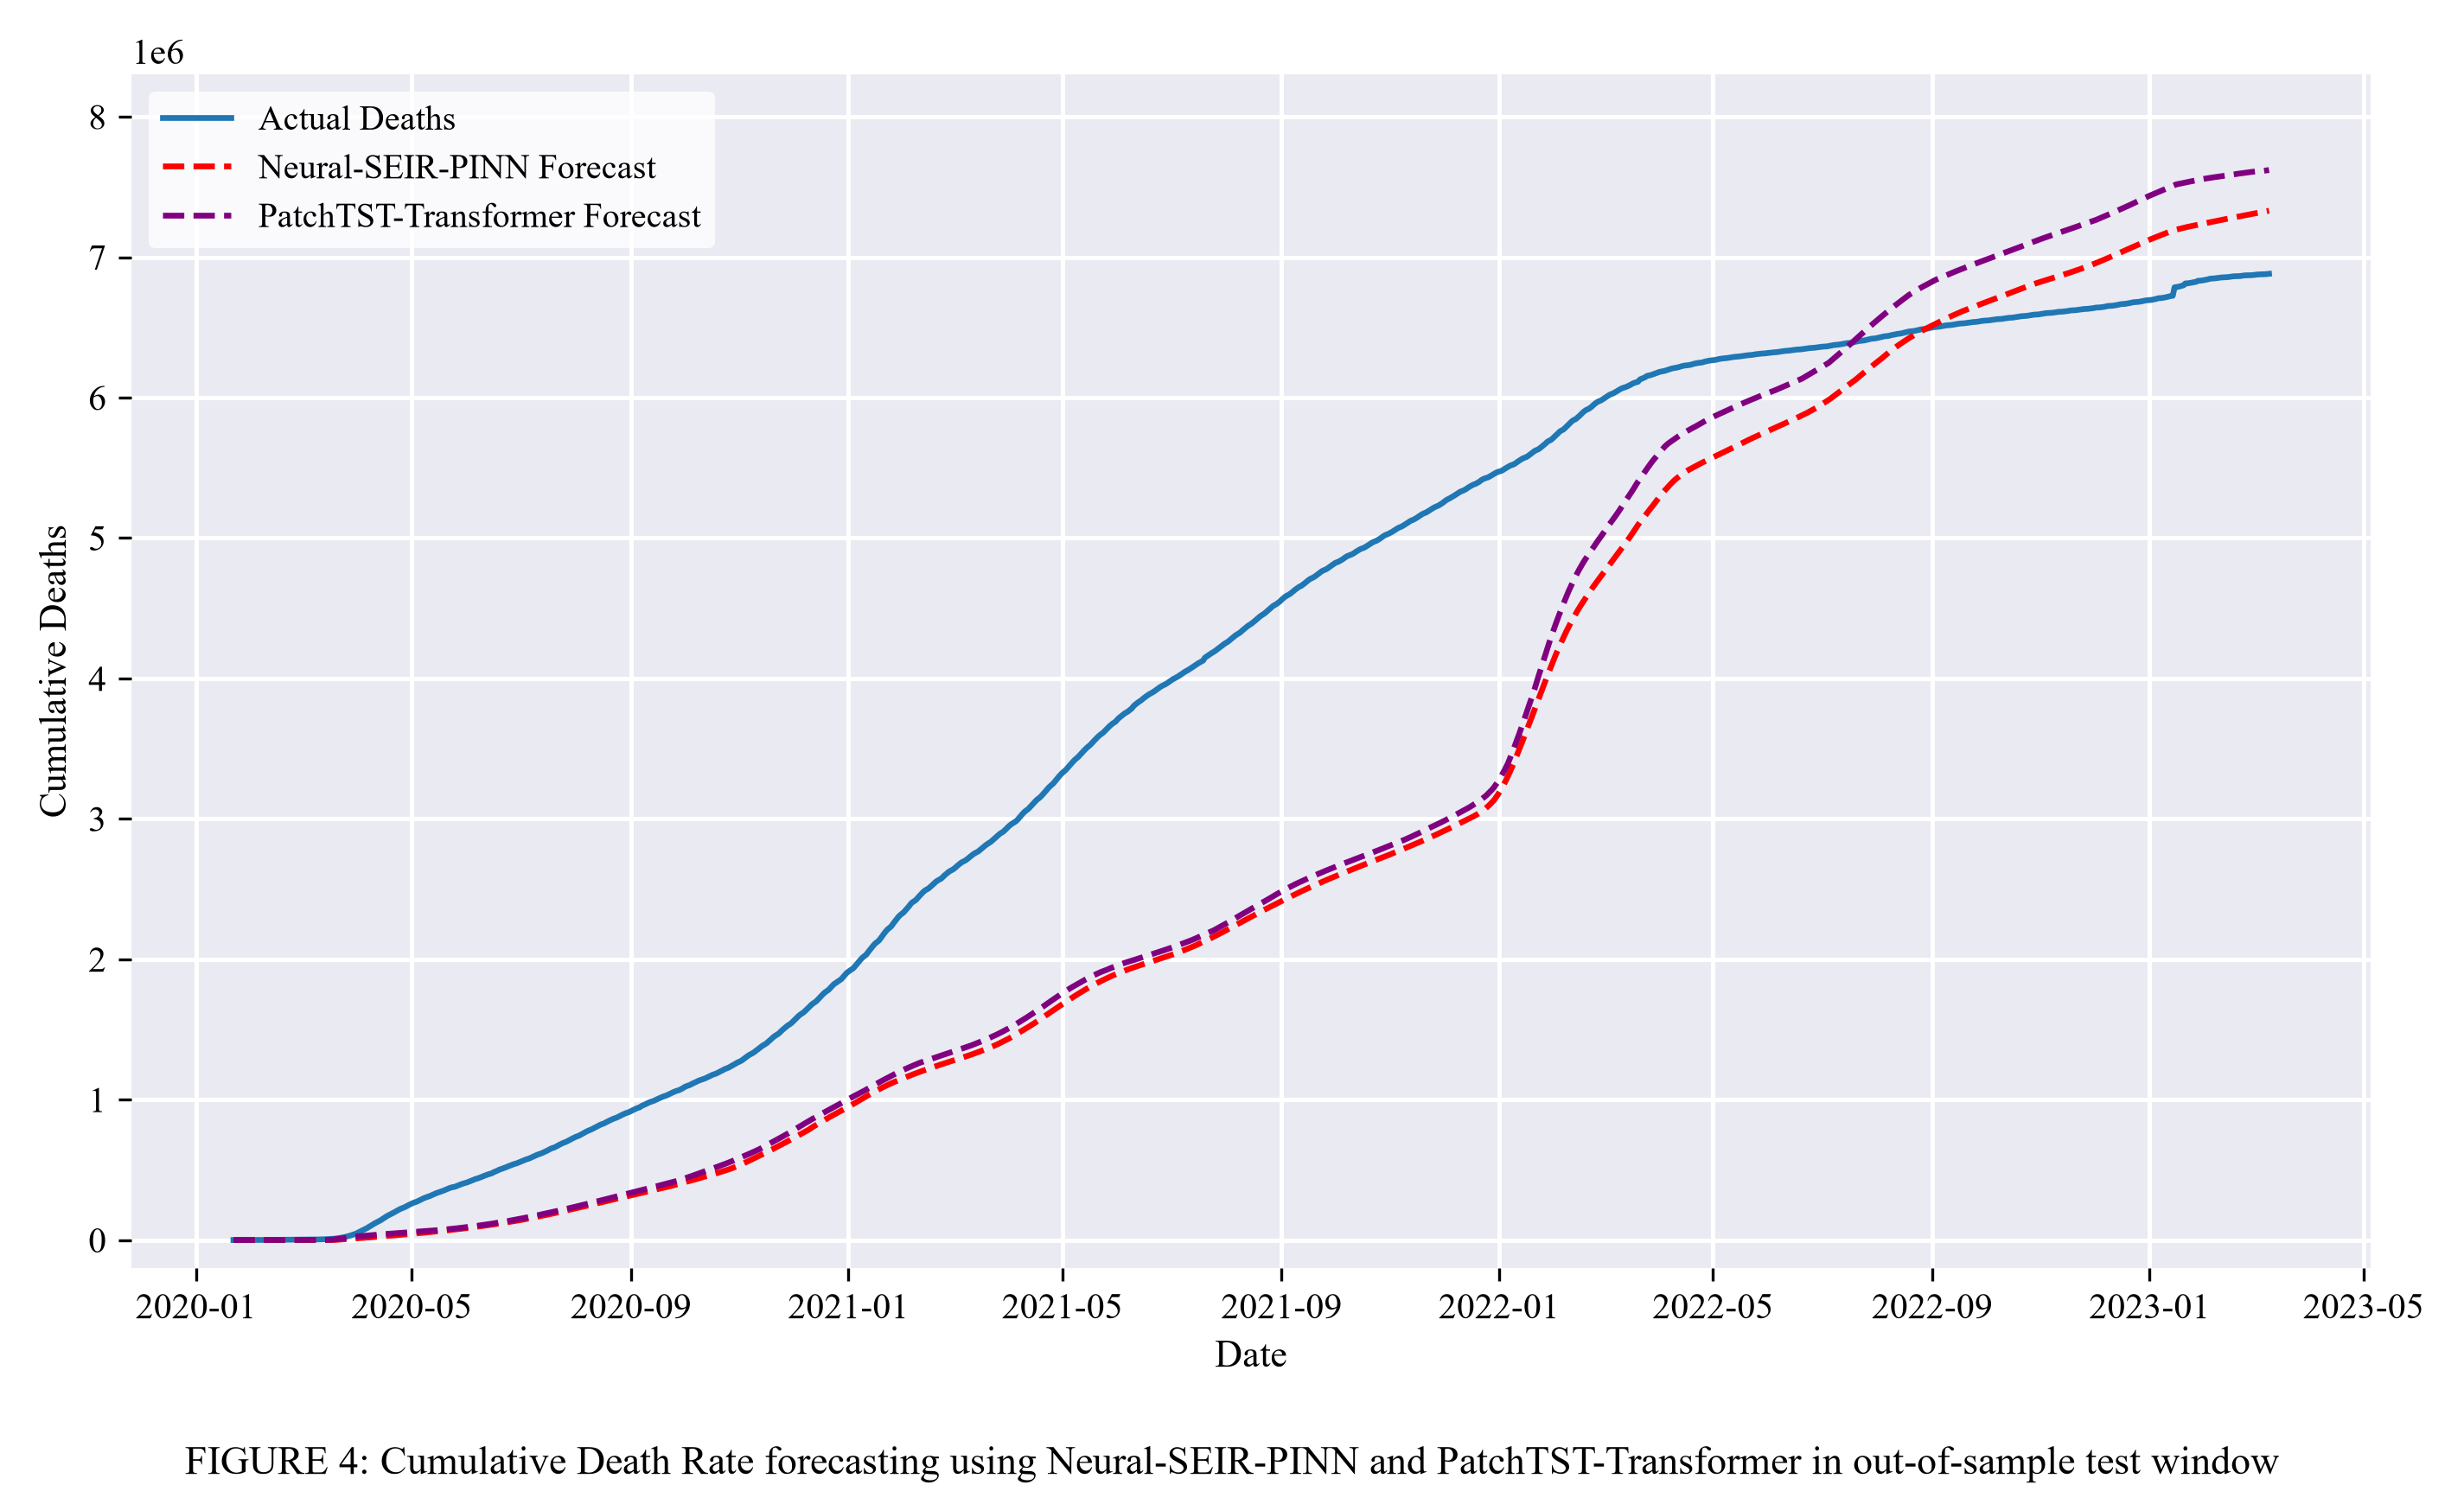 1e6
8
7
6
5
4
3
2
1
0
Cumulative Deaths
Actual Deaths
Neural-SEIR-PINN Forecast
PatchTST-Transformer Forecast
2020-01 2020-05 2020-09 2021-01 2021-05 2021-09 2022-01 2022-05 2022-09 2023-01 2023-05
Date
FIGURE 4: Cumulative Death Rate forecasting using Neural-SEIR-PINN and PatchTST-Transformer in out-of-sample test window